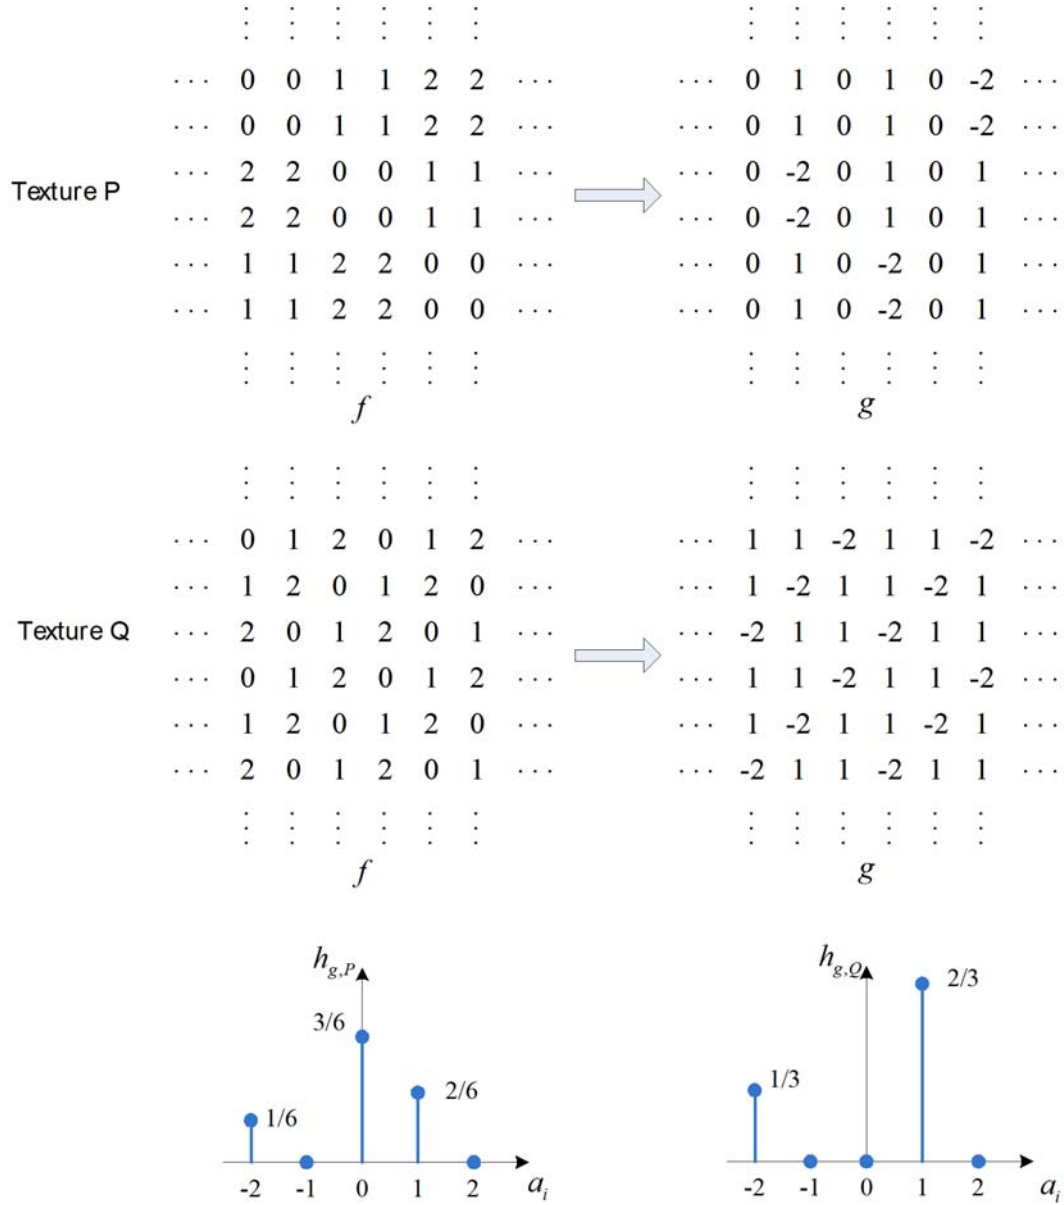 ⋮ ⋮ ⋮ ⋮ ⋮ ⋮ ⋮ ⋮ ⋮ ⋮ ⋮ ⋮
⋯ 0 0 1 1 2 2 ⋯ ⋯ 0 1 0 1 0 -2 ⋯
⋯ 0 0 1 1 2 2 ⋯ ⋯ 0 1 0 1 0 -2 ⋯
⋯ 2 2 0 0 1 1 ⋯ ⋯ 0 -2 0 1 0 1 ⋯
Texture P
⋯ 2 2 0 0 1 1 ⋯ ⋯ 0 -2 0 1 0 1 ⋯
⋯ 1 1 2 2 0 0 ⋯ ⋯ 0 1 0 -2 0 1 ⋯
⋯ 1 1 2 2 0 0 ⋯ ⋯ 0 1 0 -2 0 1 ⋯
⋮ ⋮ ⋮ ⋮ ⋮ ⋮ ⋮ ⋮ ⋮ ⋮ ⋮ ⋮
f g
⋮ ⋮ ⋮ ⋮ ⋮ ⋮ ⋮ ⋮ ⋮ ⋮ ⋮ ⋮
⋯ 0 1 2 0 1 2 ⋯ ⋯ 1 1 -2 1 1 -2 ⋯
⋯ 1 2 0 1 2 0 ⋯ ⋯ 1 -2 1 1 -2 1 ⋯
Texture Q ⋯ 2 0 1 2 0 1 ⋯ ⋯ -2 1 1 -2 1 1 ⋯
⋯ 0 1 2 0 1 2 ⋯ ⋯ 1 1 -2 1 1 -2 ⋯
⋯ 1 2 0 1 2 0 ⋯ ⋯ 1 -2 1 1 -2 1 ⋯
⋯ 2 0 1 2 0 1 ⋯ ⋯ -2 1 1 -2 1 1 ⋯
⋮ ⋮ ⋮ ⋮ ⋮ ⋮ ⋮ ⋮ ⋮ ⋮ ⋮ ⋮
f g
h_{g,P}
3/6
2/6
1/6
-2 -1 0 1 2 a_i
h_{g,Q}
2/3
1/3
-2 -1 0 1 2 a_i